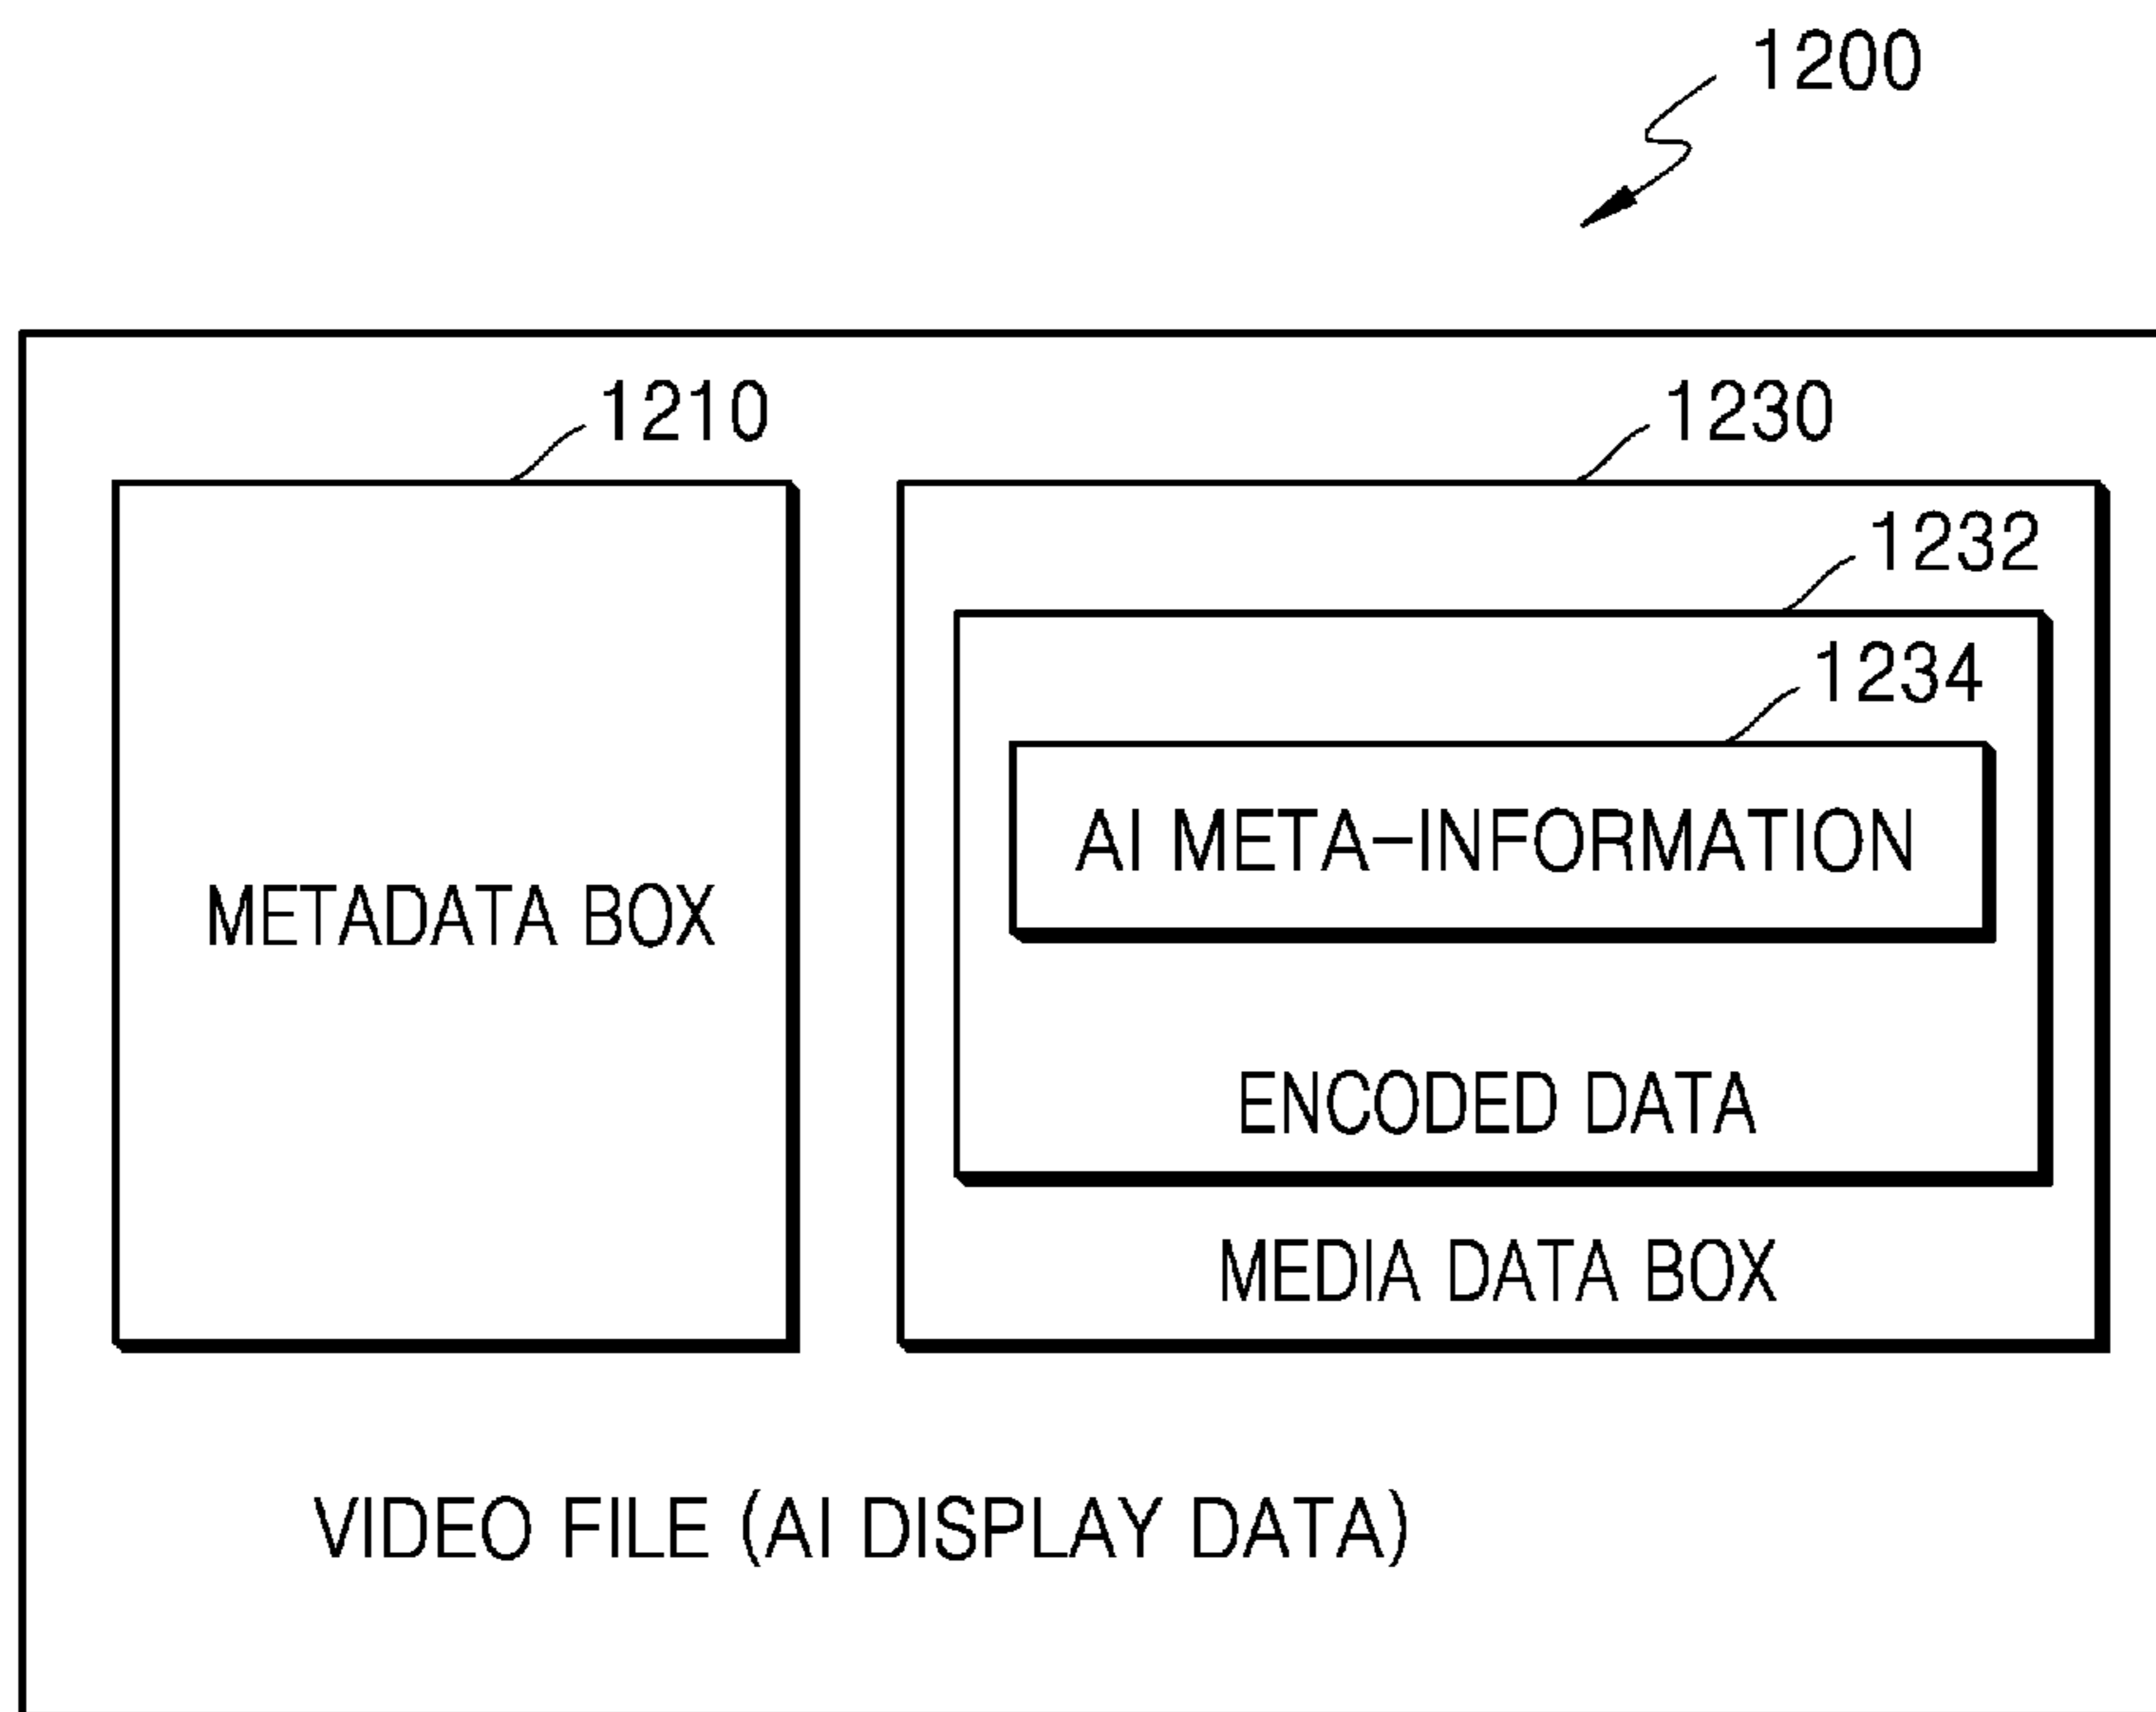 1200
1210
1230
1232
1234
AI META-INFORMATION
METADATA BOX
ENCODED DATA
MEDIA DATA BOX
VIDEO FILE (AI DISPLAY DATA)